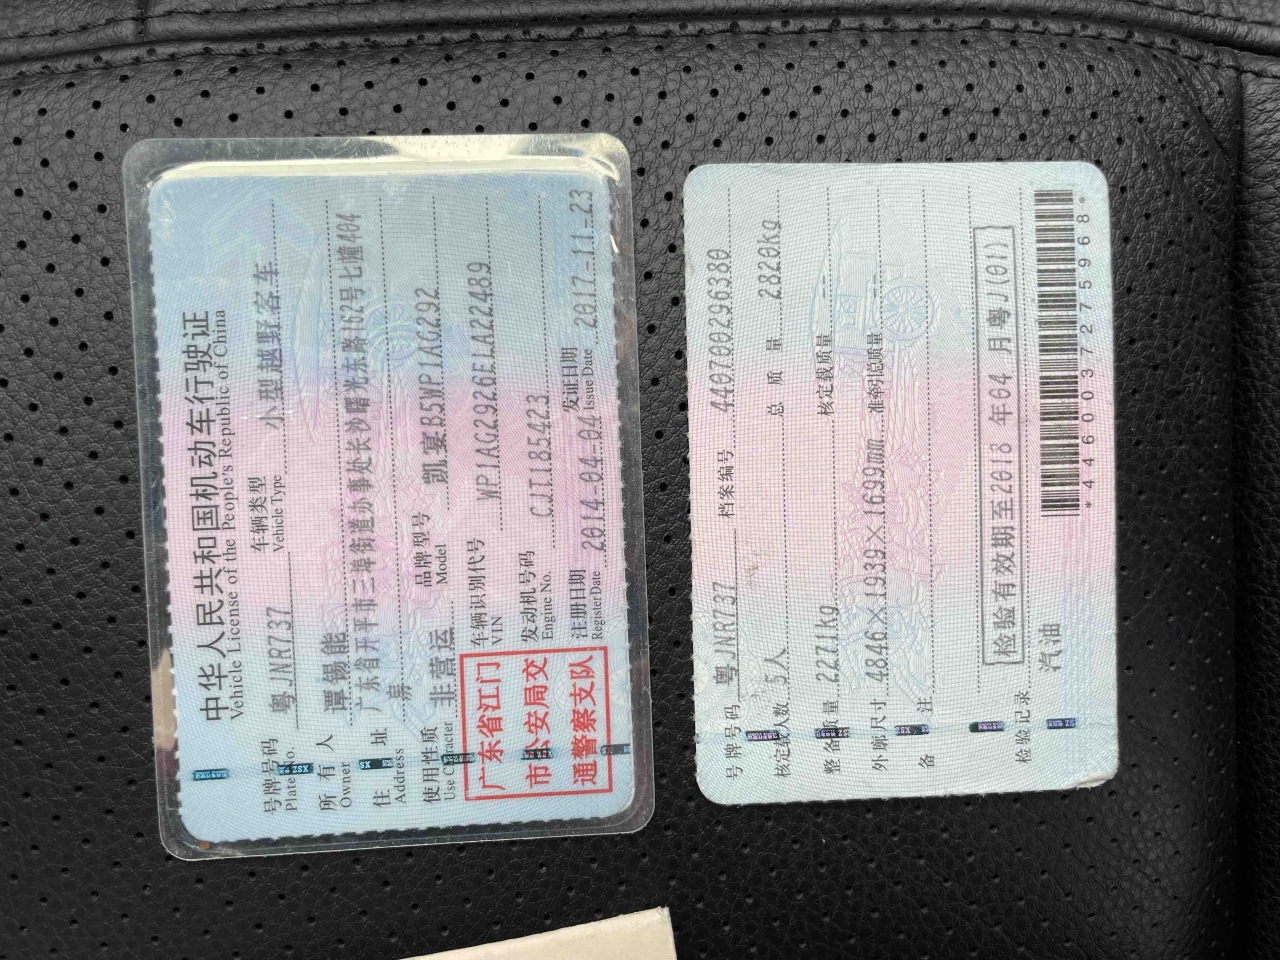 中华人民共和国机动车行驶证
Vehicle License of the People's Republic of China
号牌号码 粤JNR737 车辆类型 小型越野客车
Plate No. Vehicle Type
所有人 谭锡能
Owner
住址 广东省开平市三埠街道办事处长沙曙光东路162号七幢404
Address 房
使用性质 非营运 品牌型号 凯宴B5WP1AG292
Use Character Model
广东省江门
市公安局交
通警察支队
车辆识别代号 WP1AG2926ELA22489
VIN
发动机号码 CJT185423
Engine No.
注册日期 2014-04-04 发证日期 2017-11-23
Register Date Issue Date
号牌号码 粤JNR737 档案编号 440700296380
核定载人数 5人 总质量 2820kg
整备质量 2271kg 核定载质量 --
外廓尺寸 4846×1939×1699mm 准牵引总质量 --
备注
检验有效期至2018年04月粤J(01)
检验记录
汽油
*4460037275968*